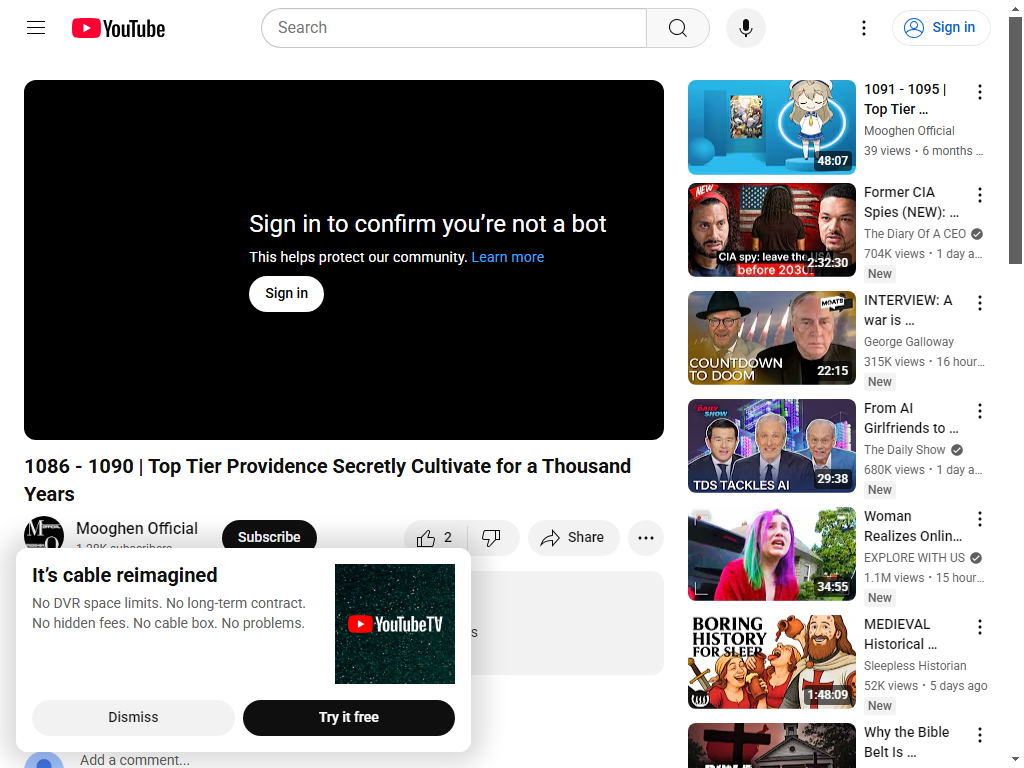 YouTube
Search
Sign in
Sign in to confirm you're not a bot
This helps protect our community. Learn more
Sign in
1086 - 1090 | Top Tier Providence Secretly Cultivate for a Thousand
Years
Mooghen Official
Subscribe
2
Share
It's cable reimagined
No DVR space limits. No long-term contract.
No hidden fees. No cable box. No problems.
YouTubeTV
Dismiss
Try it free
Add a comment...
48:07
1091 - 1095 |
Top Tier ...
Mooghen Official
39 views • 6 months ...
NEW
CIA spy: leave the USA
before 2030
2:32:30
Former CIA
Spies (NEW): ...
The Diary Of A CEO
704K views • 1 day a...
New
MOATS
COUNTDOWN
TO DOOM
22:15
INTERVIEW: A
war is ...
George Galloway
315K views • 16 hour...
New
THE DAILY SHOW
TDS TACKLES AI
29:38
From AI
Girlfriends to ...
The Daily Show
680K views • 1 day a...
New
34:55
Woman
Realizes Onlin...
EXPLORE WITH US
1.1M views • 15 hour...
New
BORING
HISTORY
FOR SLEEP
1:48:09
MEDIEVAL
Historical ...
Sleepless Historian
52K views • 5 days ago
New
Why the Bible
Belt Is ...